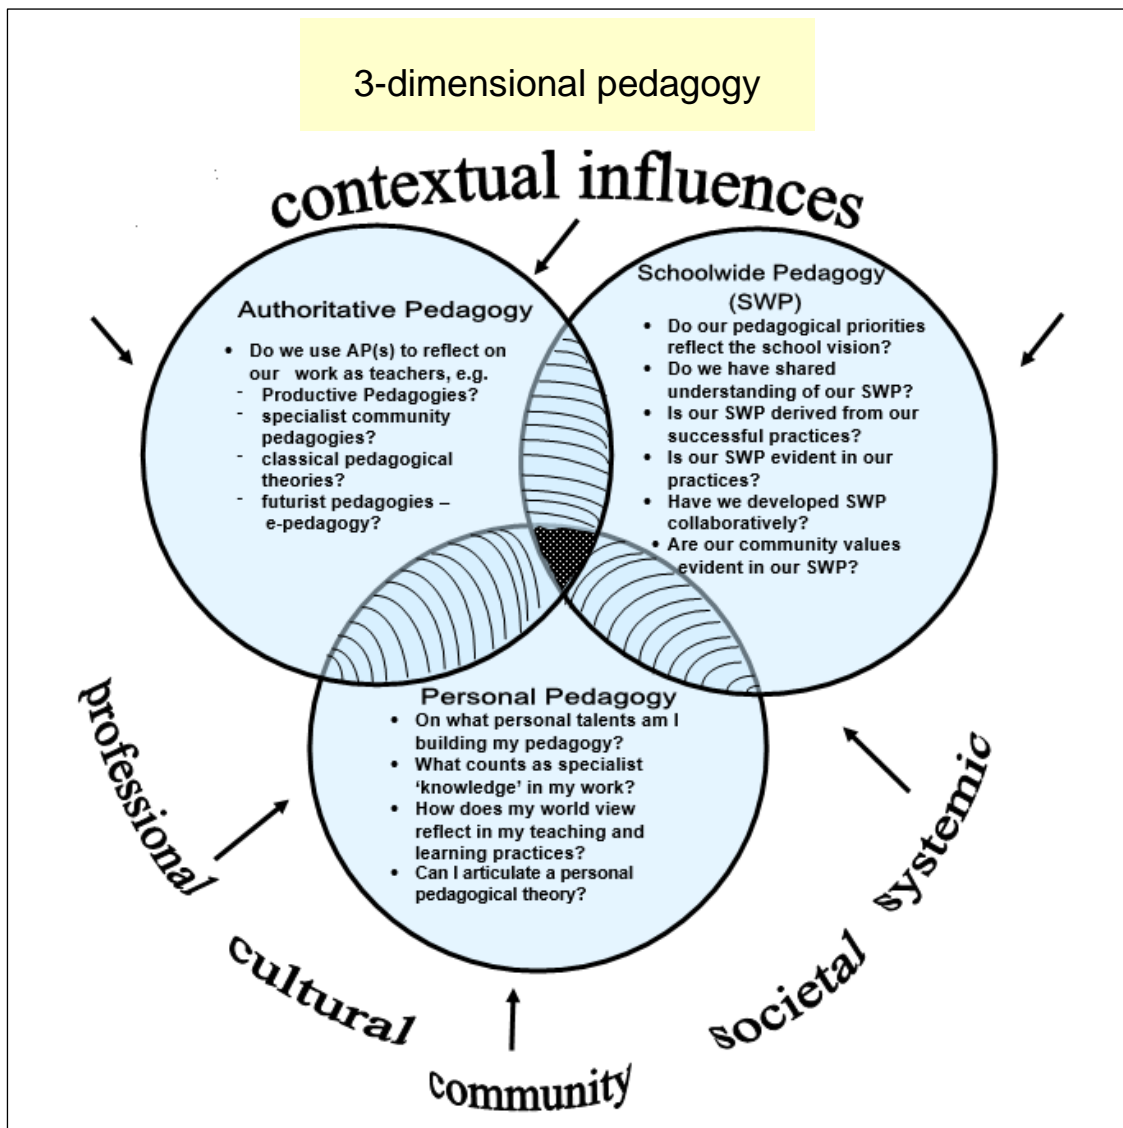 3-dimensional pedagogy
contextual influences
Authoritative Pedagogy
• Do we use AP(s) to reflect on
our work as teachers, e.g.
- Productive Pedagogies?
- specialist community
pedagogies?
- classical pedagogical
theories?
- futurist pedagogies –
e-pedagogy?
Schoolwide Pedagogy
(SWP)
• Do our pedagogical priorities
reflect the school vision?
• Do we have shared
understanding of our SWP?
• Is our SWP derived from our
successful practices?
• Is our SWP evident in our
practices?
• Have we developed SWP
collaboratively?
• Are our community values
evident in our SWP?
Personal Pedagogy
• On what personal talents am I
building my pedagogy?
• What counts as specialist
‘knowledge’ in my work?
• How does my world view
reflect in my teaching and
learning practices?
• Can I articulate a personal
pedagogical theory?
professional
cultural
community
societal
systemic